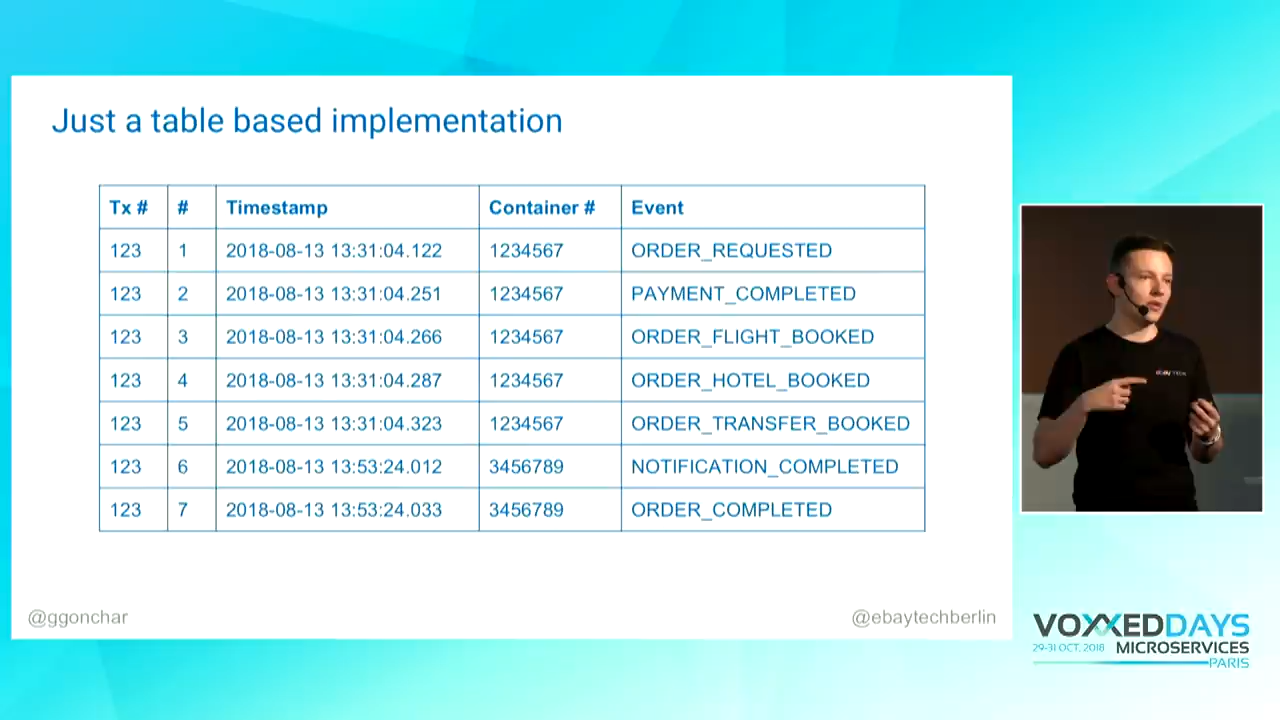 Just a table based implementation
Tx # # Timestamp Container # Event
123 1 2018-08-13 13:31:04.122 1234567 ORDER_REQUESTED
123 2 2018-08-13 13:31:04.251 1234567 PAYMENT_COMPLETED
123 3 2018-08-13 13:31:04.266 1234567 ORDER_FLIGHT_BOOKED
123 4 2018-08-13 13:31:04.287 1234567 ORDER_HOTEL_BOOKED
123 5 2018-08-13 13:31:04.323 1234567 ORDER_TRANSFER_BOOKED
123 6 2018-08-13 13:53:24.012 3456789 NOTIFICATION_COMPLETED
123 7 2018-08-13 13:53:24.033 3456789 ORDER_COMPLETED
@ggonchar @ebaytechberlin
VOXXEDDAYS
29-31 OCT, 2018 MICROSERVICES
PARIS